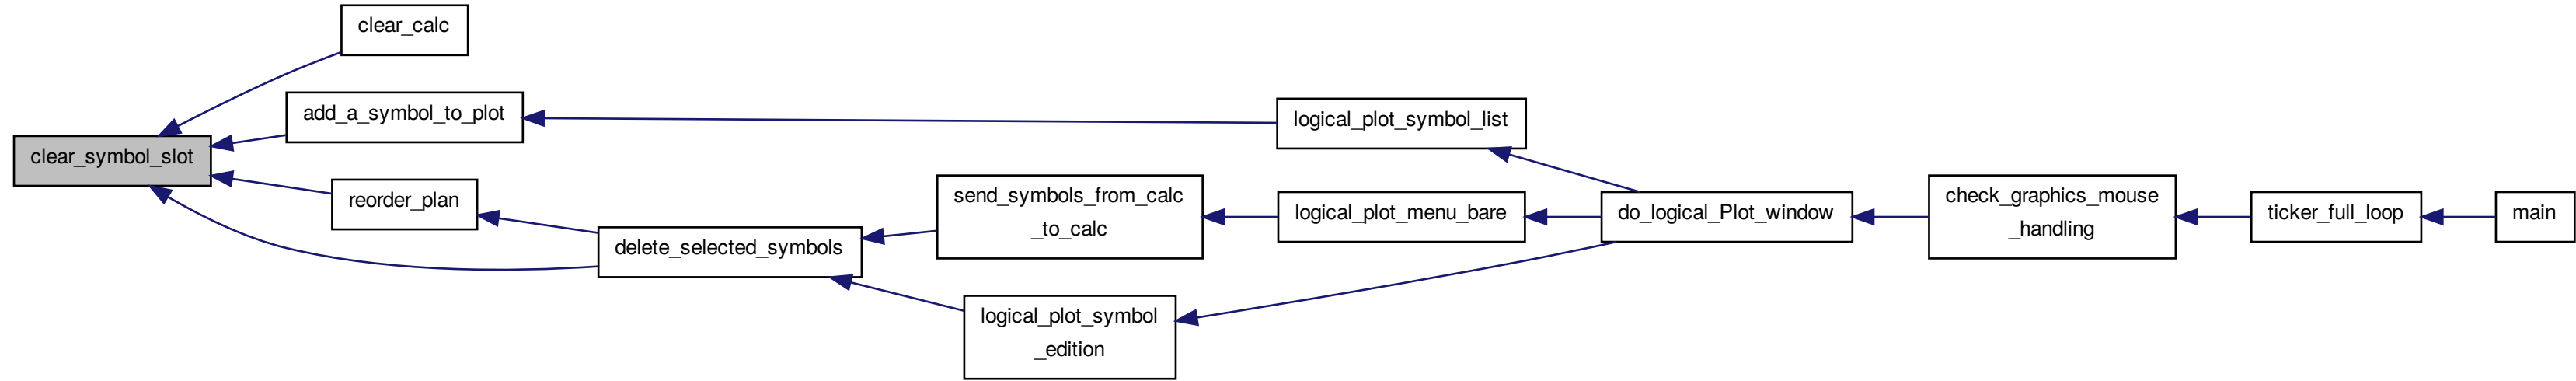 clear_calc
add_a_symbol_to_plot
logical_plot_symbol_list
clear_symbol_slot
reorder_plan
send_symbols_from_calc
_to_calc
logical_plot_menu_bare
do_logical_Plot_window
check_graphics_mouse
_handling
ticker_full_loop
main
delete_selected_symbols
logical_plot_symbol
_edition